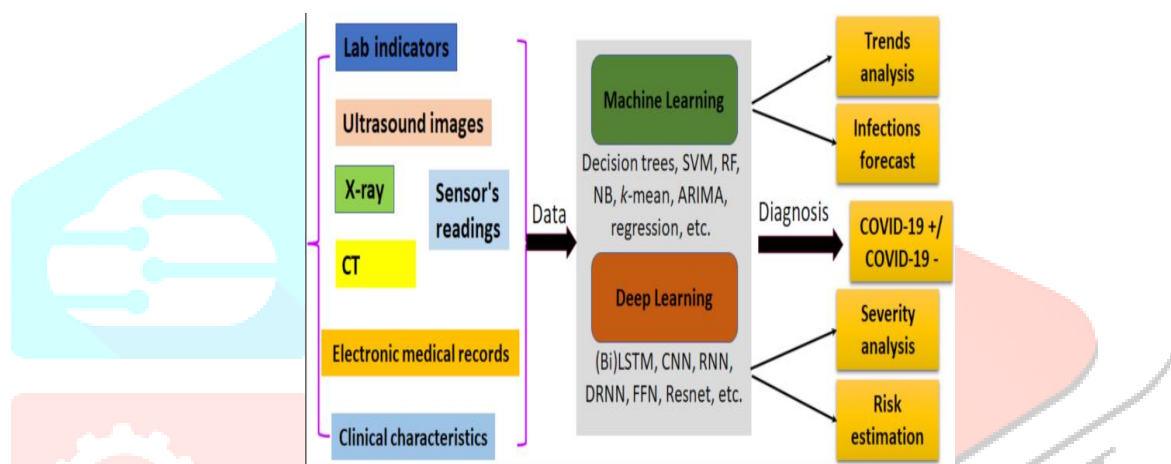 Lab indicators
Ultrasound images
X-ray
Sensor's
readings
CT
Electronic medical records
Clinical characteristics
Data
Machine Learning
Decision trees, SVM, RF,
NB, k-mean, ARIMA,
regression, etc.
Deep Learning
(Bi)LSTM, CNN, RNN,
DRNN, FFN, Resnet, etc.
Diagnosis
Trends
analysis
Infections
forecast
COVID-19 +/
COVID-19 -
Severity
analysis
Risk
estimation